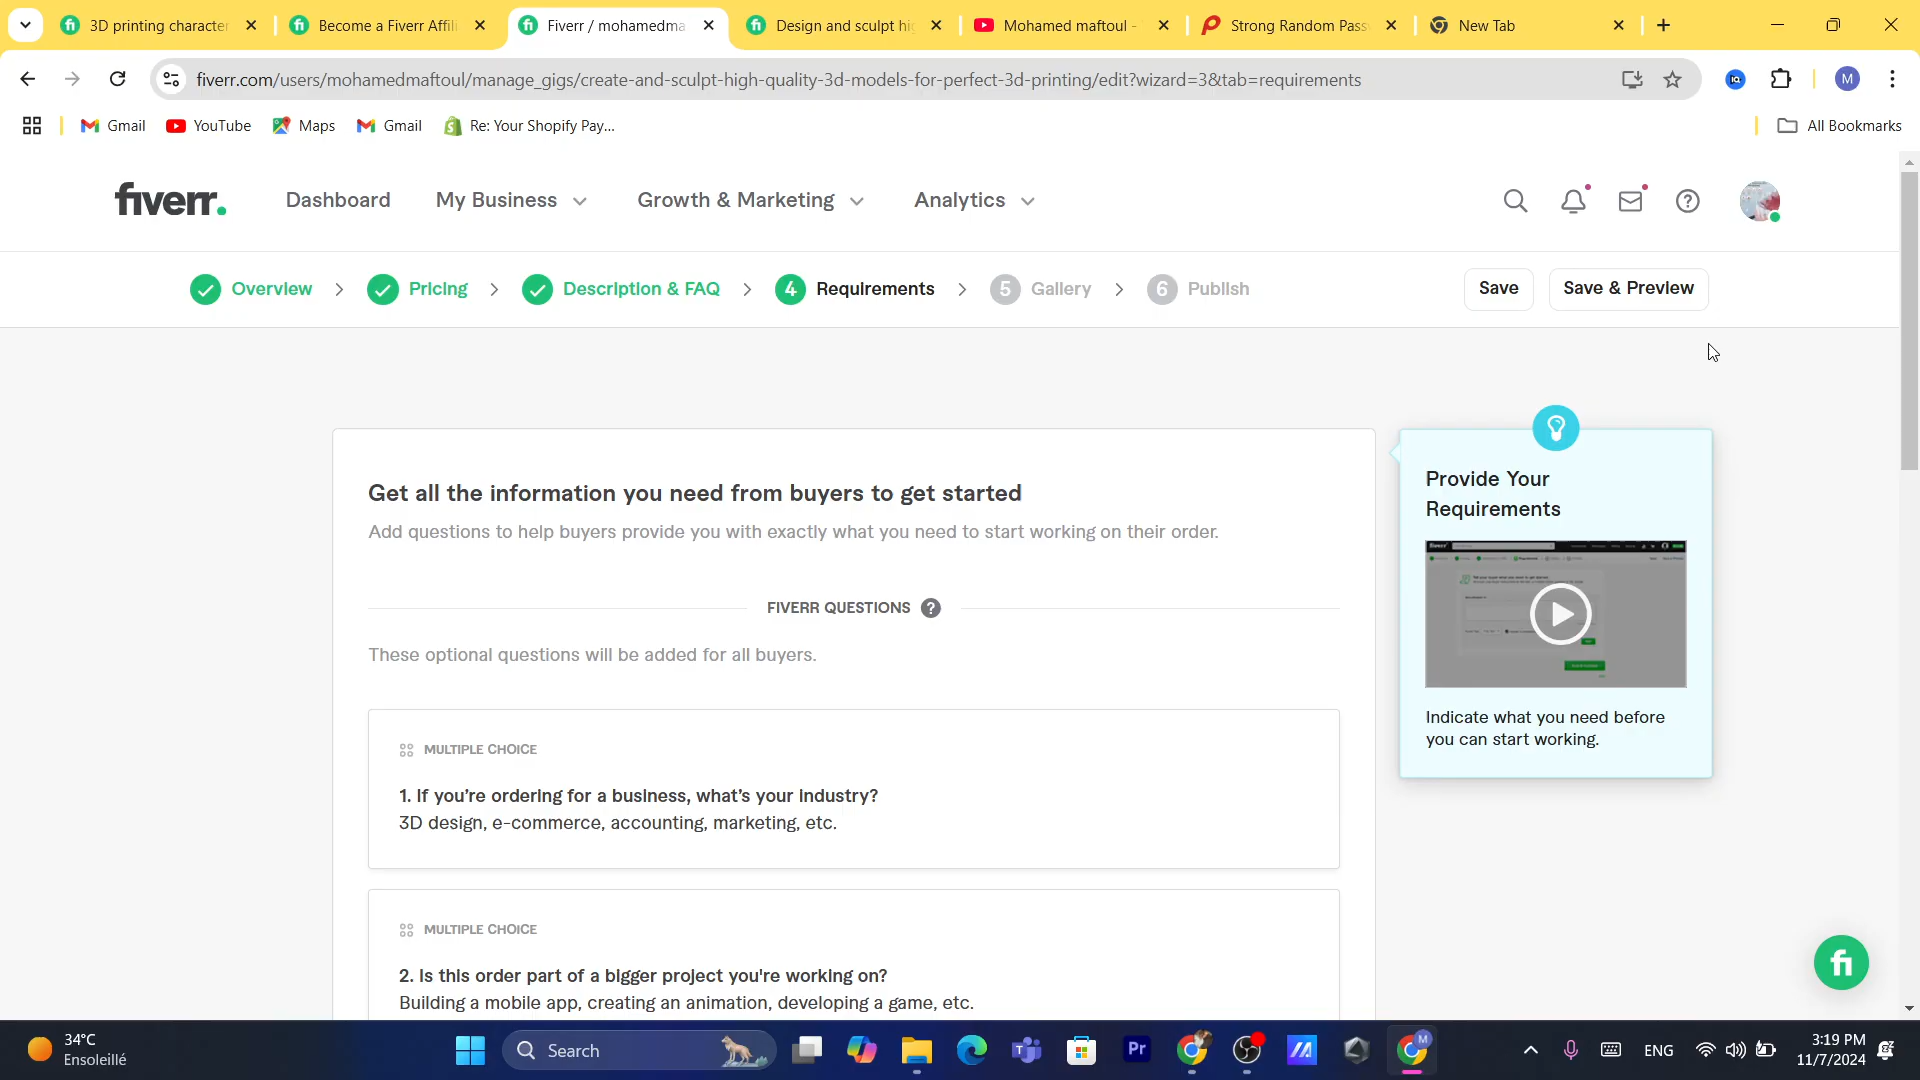 3D printing character
Become a Fiverr Affili
Fiverr / mohamedma
Design and sculpt hi
Mohamed maftoul -
Strong Random Pass
New Tab
fiverr.com/users/mohamedmaftoul/manage_gigs/create-and-sculpt-high-quality-3d-models-for-perfect-3d-printing/edit?wizard=3&tab=requirements
M
Gmail
YouTube
Maps
Gmail
Re: Your Shopify Pay...
All Bookmarks
fiverr.
Dashboard
My Business
Growth & Marketing
Analytics
Overview
Pricing
Description & FAQ
4 Requirements
5 Gallery
6 Publish
Save
Save & Preview
Get all the information you need from buyers to get started
Add questions to help buyers provide you with exactly what you need to start working on their order.
FIVERR QUESTIONS ?
These optional questions will be added for all buyers.
MULTIPLE CHOICE
1. If you're ordering for a business, what's your industry?
3D design, e-commerce, accounting, marketing, etc.
MULTIPLE CHOICE
2. Is this order part of a bigger project you're working on?
Building a mobile app, creating an animation, developing a game, etc.
Provide Your
Requirements
Indicate what you need before
you can start working.
fi
34°C
Ensoleillé
Search
Pr
M
ENG
3:19 PM
11/7/2024